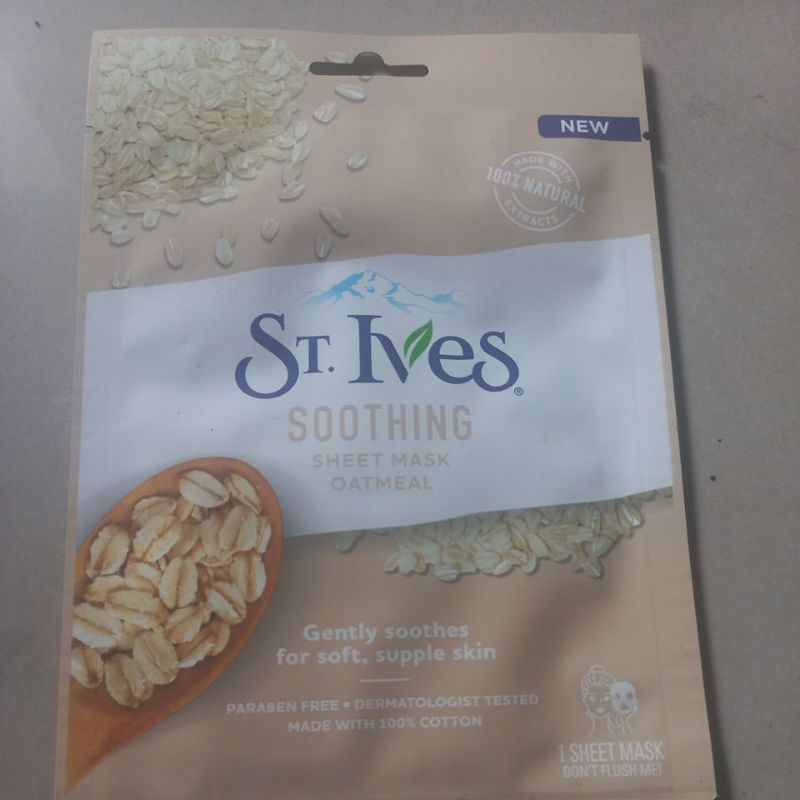 NEW
MADE WITH
100% NATURAL
EXTRACTS
ST. Ives®
SOOTHING
SHEET MASK
OATMEAL
Gently soothes
for soft, supple skin
PARABEN FREE • DERMATOLOGIST TESTED
MADE WITH 100% COTTON
1 SHEET MASK
DON'T FLUSH ME!